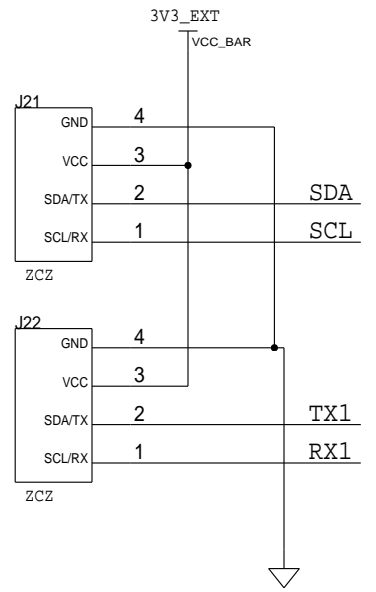 3V3_EXT
VCC_BAR
J21
GND 4
VCC 3
SDA/TX 2 SDA
SCL/RX 1 SCL
ZCZ
J22
GND 4
VCC 3
SDA/TX 2 TX1
SCL/RX 1 RX1
ZCZ